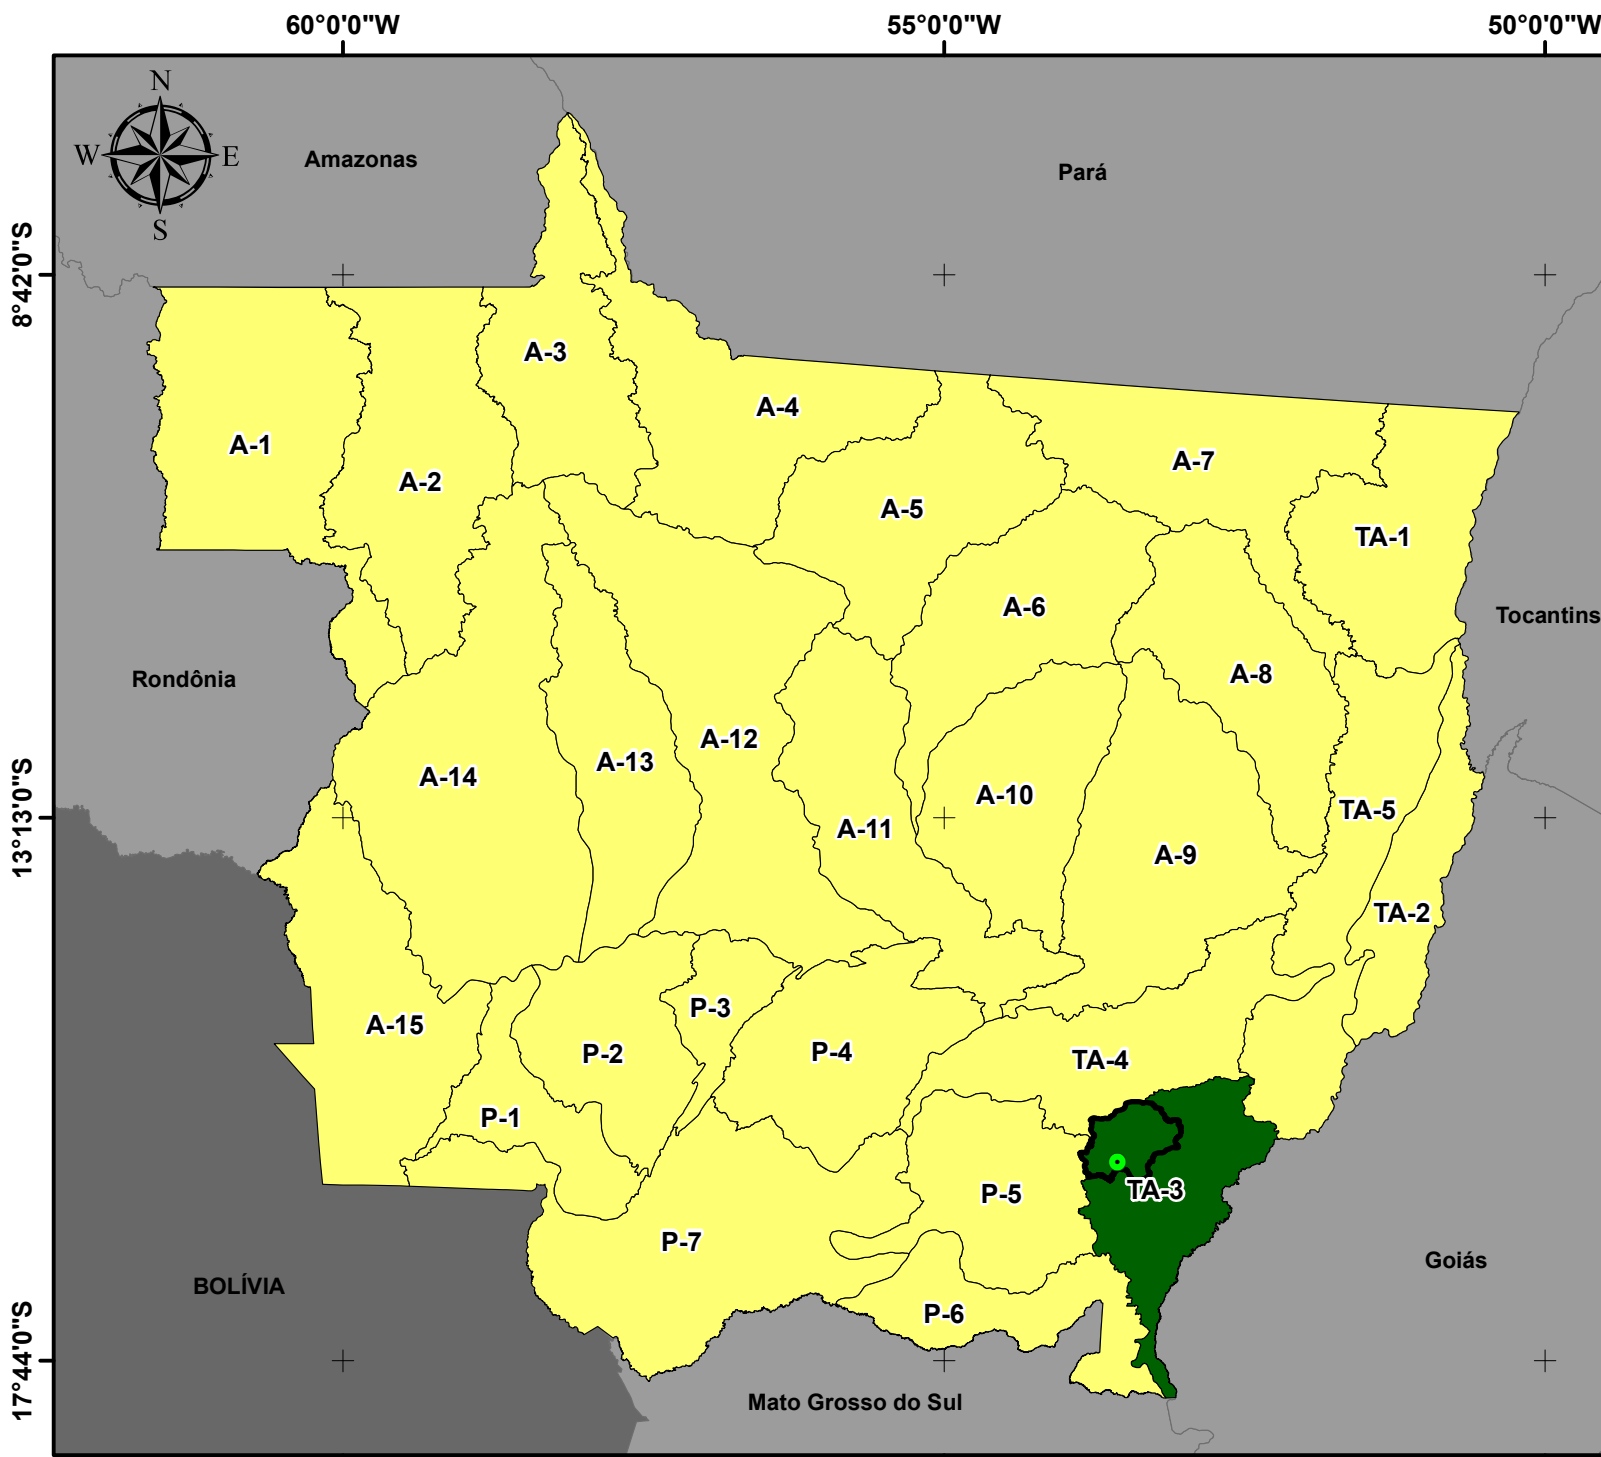 60°0'0"W
55°0'0"W
50°0'0"W
N
W
E
S
Amazonas
Pará
8°42'0"S
A-3
A-4
A-1
A-7
A-2
A-5
TA-1
A-6
Tocantins
Rondônia
A-8
A-12
A-13
A-14
A-10
TA-5
13°13'0"S
A-11
A-9
TA-2
P-3
A-15
P-2
P-4
TA-4
P-1
TA-3
P-5
P-7
Goiás
BOLÍVIA
P-6
17°44'0"S
Mato Grosso do Sul